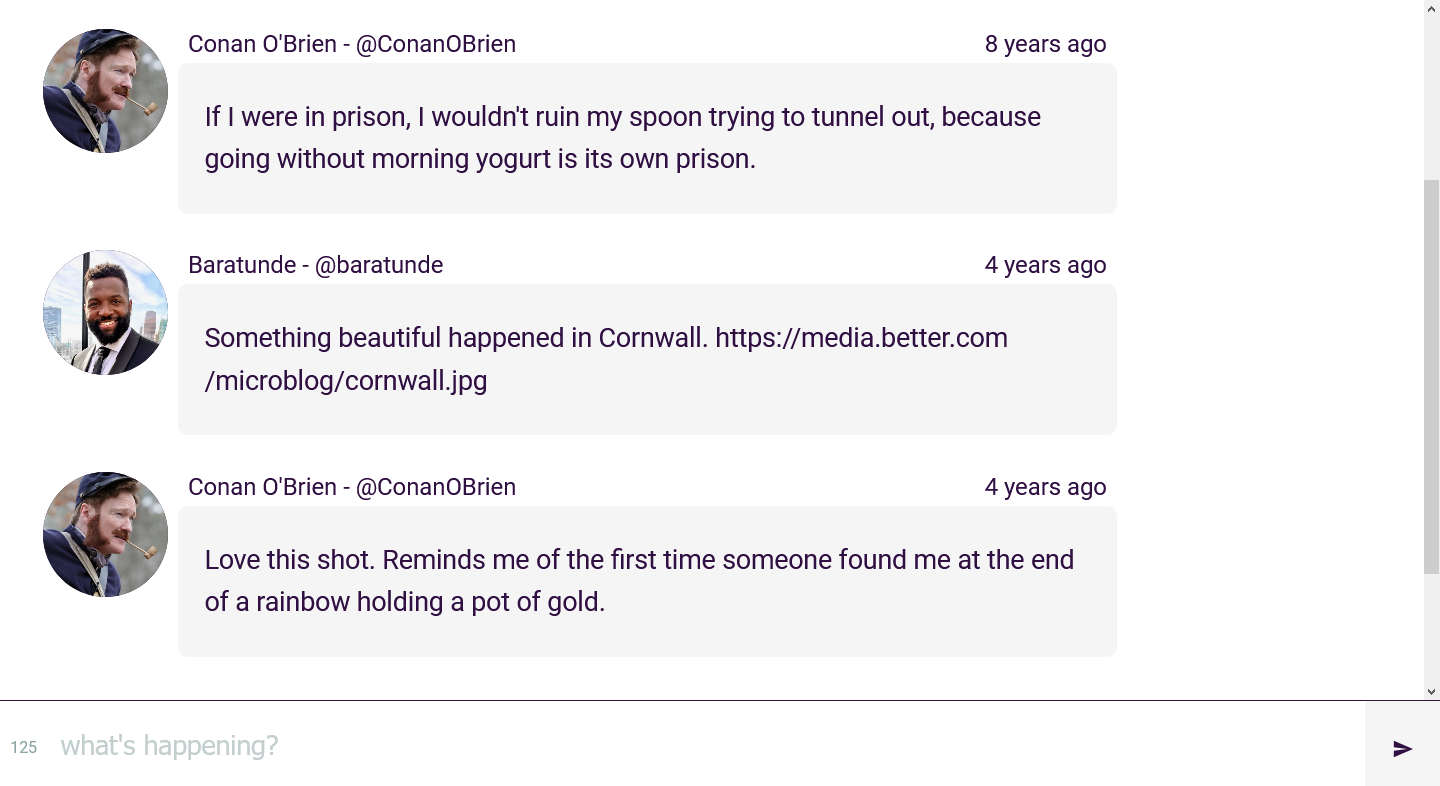 Conan O'Brien - @ConanOBrien 8 years ago
If I were in prison, I wouldn't ruin my spoon trying to tunnel out, because
going without morning yogurt is its own prison.
Baratunde - @baratunde 4 years ago
Something beautiful happened in Cornwall. https://media.better.com
/microblog/cornwall.jpg
Conan O'Brien - @ConanOBrien 4 years ago
Love this shot. Reminds me of the first time someone found me at the end
of a rainbow holding a pot of gold.
125 what's happening?